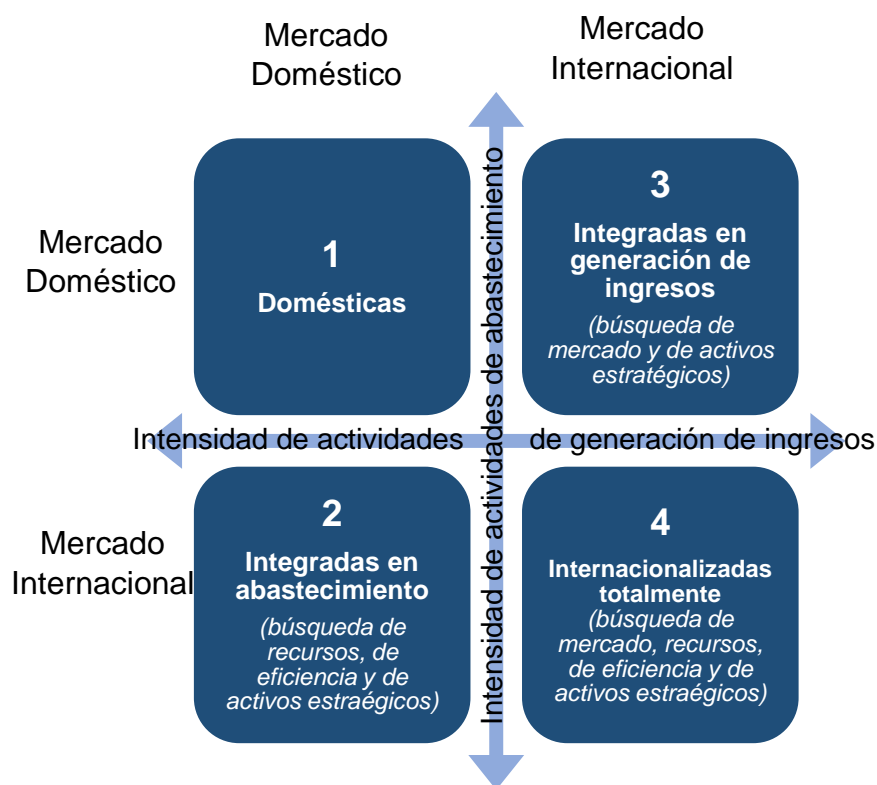 Mercado
Doméstico
Mercado
Internacional
Mercado
Doméstico
1
Domésticas
3
Integradas en
generación de
ingresos
(búsqueda de
mercado y de activos
estratégicos)
Intensidad de actividades de abastecimiento
Intensidad de actividades de generación de ingresos
Mercado
Internacional
2
Integradas en
abastecimiento
(búsqueda de
recursos, de
eficiencia y de
activos estraégicos)
4
Internacionalizadas
totalmente
(búsqueda de
mercado, recursos,
de eficiencia y de
activos estraégicos)